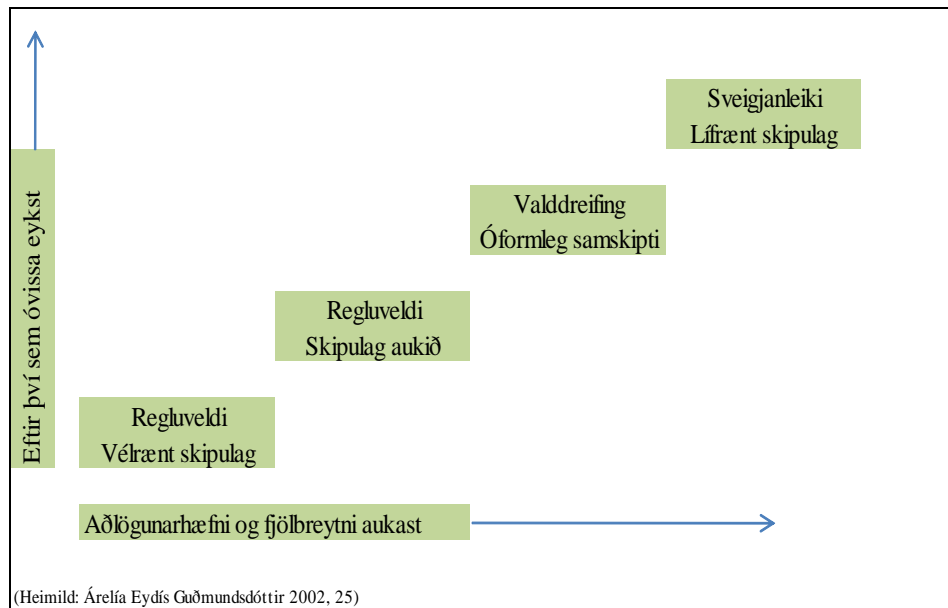 Sveigjanleiki
Lífrænt skipulag
Valddreifing
Óformleg samskipti
Regluveldi
Skipulag aukið
Regluveldi
Vélrænt skipulag
Eftir því sem óvissa eykst
Aðlögunarhæfni og fjölbreytni aukast
(Heimild: Árelía Eydís Guðmundsdóttir 2002, 25)